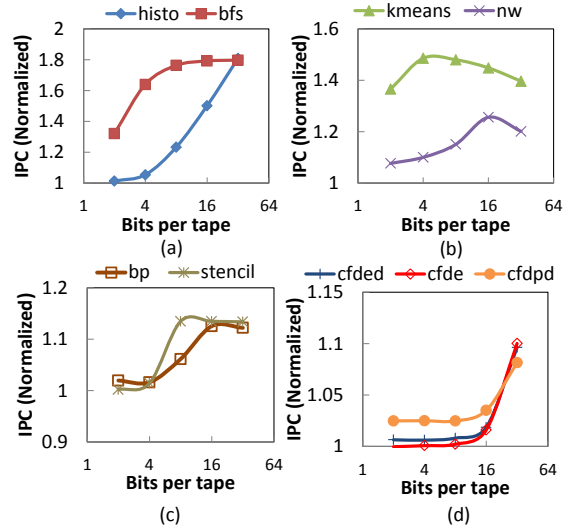 histo bfs
IPC (Normalized)
2
1.8
1.6
1.4
1.2
1
1 4 16 64
Bits per tape
(a)
kmeans nw
IPC (Normalized)
1.6
1.4
1.2
1
1 4 16 64
Bits per tape
(b)
bp stencil
IPC (Normalized)
1.2
1.1
1
0.9
1 4 16 64
Bits per tape
(c)
cfded cfde cfdpd
IPC (Normalized)
1.15
1.1
1.05
1
1 4 16 64
Bits per tape
(d)